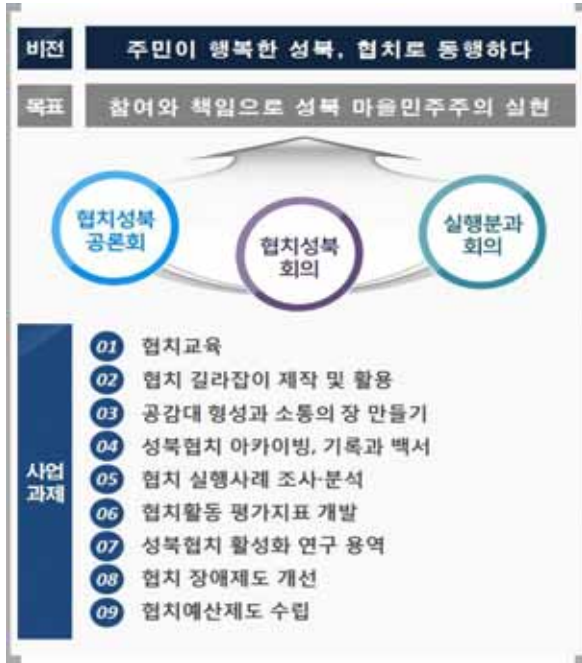 비전
주민이 행복한 성북, 협치로 동행하다
목표
참여와 책임으로 성북 마을민주주의 실현
협치성북
공론회
협치성북
회의
실행분과
회의
사업
과제
01 협치교육
02 협치 길라잡이 제작 및 활용
03 공감대 형성과 소통의 장 만들기
04 성북협치 아카이빙, 기록과 백서
05 협치 실행사례 조사·분석
06 협치활동 평가지표 개발
07 성북협치 활성화 연구 용역
08 협치 장애제도 개선
09 협치예산제도 수립